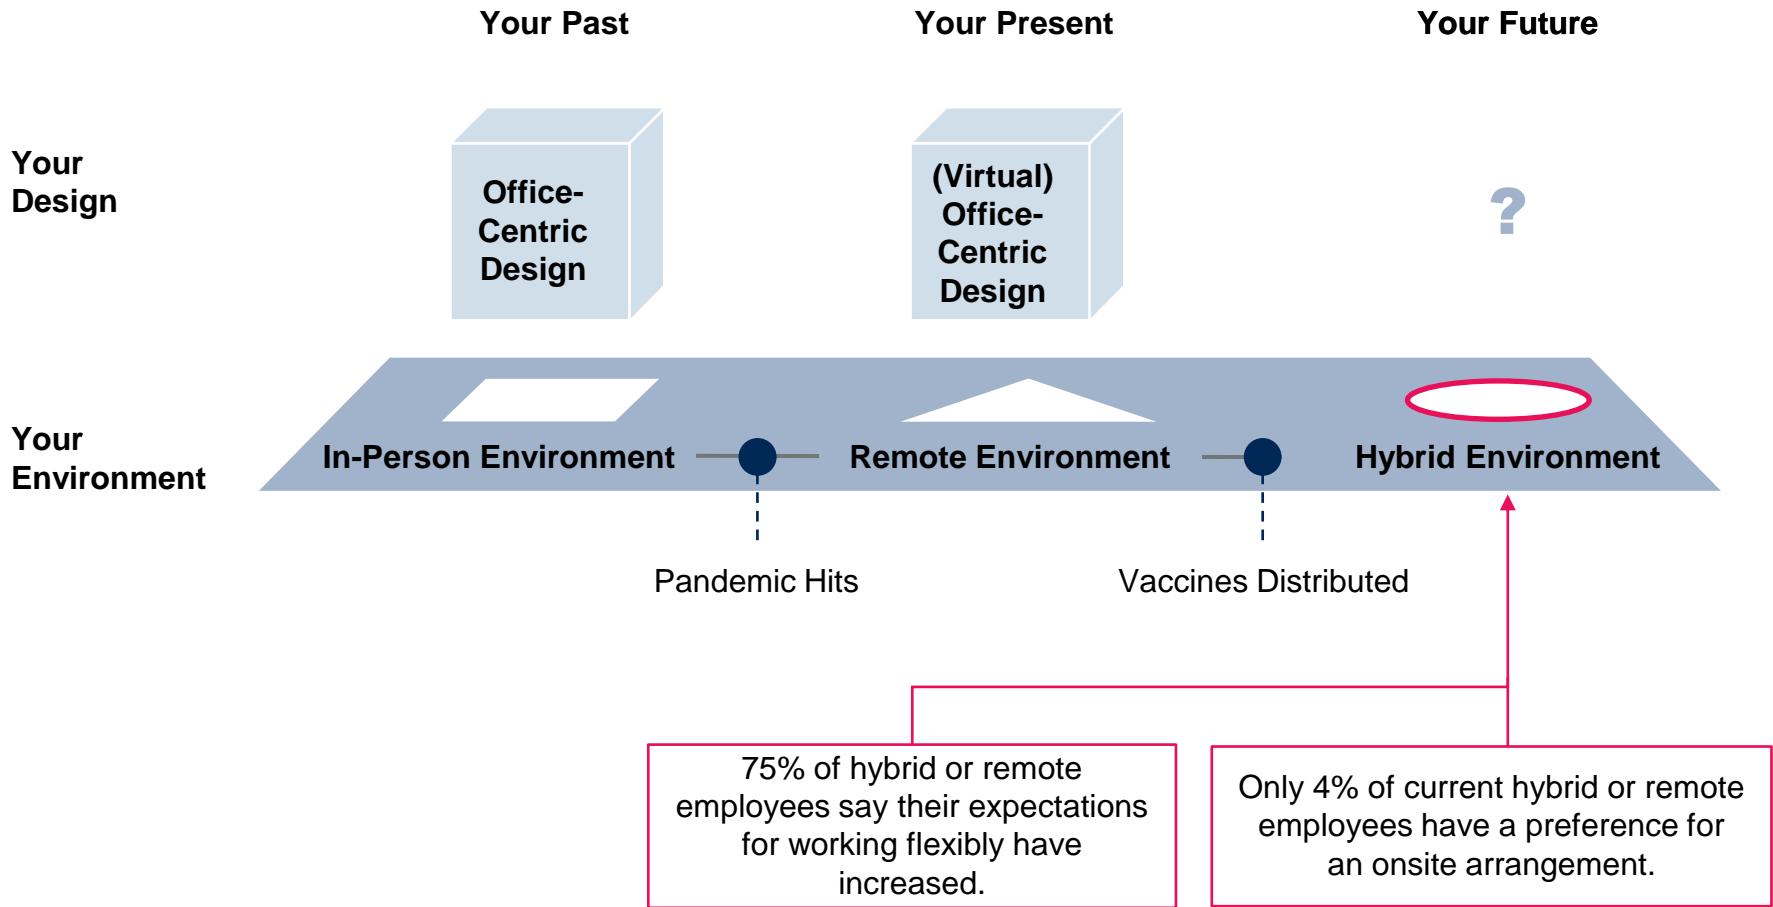 Your Past
Your Present
Your Future
Your
Design
Office-
Centric
Design
(Virtual)
Office-
Centric
Design
?
Your
Environment
In-Person Environment
Remote Environment
Hybrid Environment
Pandemic Hits
Vaccines Distributed
75% of hybrid or remote
employees say their expectations
for working flexibly have
increased.
Only 4% of current hybrid or remote
employees have a preference for
an onsite arrangement.